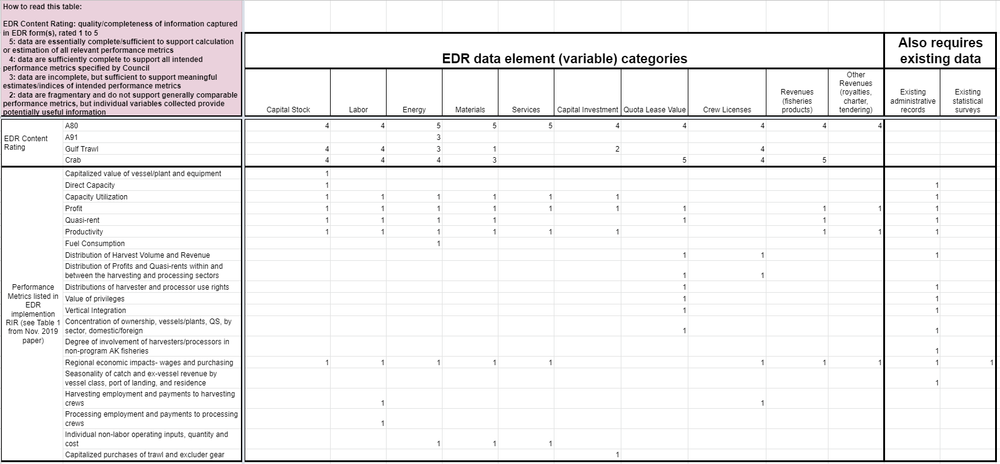 How to read this table:
EDR Content Rating: quality/completeness of information captured
in EDR form(s), rated 1 to 5
5: data are essentially complete/sufficient to support calculation
or estimation of all relevant performance metrics
4: data are sufficiently complete to support all intended
performance metrics specified by Council
3: data are incomplete, but sufficient to support meaningful
estimates/indices of intended performance metrics
2: data are fragmentary and do not support generally comparable
performance metrics, but individual variables collected provide
potentially useful information
EDR data element (variable) categories
Also requires
existing data
Capital Stock
Labor
Energy
Materials
Services
Capital Investment
Quota Lease Value
Crew Licenses
Revenues
(fisheries
products)
Other
Revenues
(royalties,
charter,
tendering)
Existing
administrative
records
Existing
statistical
surveys
EDR Content
Rating
A80 4 4 5 5 5 4 4 4 4 4
A91 3
Gulf Trawl 4 4 3 1 2 4
Crab 4 4 4 3 5 4 5
Performance
Metrics listed in
EDR
implemention
RIR (see Table 1
from Nov. 2019
paper)
Capitalized value of vessel/plant and equipment 1
Direct Capacity 1 1
Capacity Utilization 1 1 1 1 1 1 1
Profit 1 1 1 1 1 1 1 1 1 1
Quasi-rent 1 1 1 1 1 1 1
Productivity 1 1 1 1 1 1 1 1 1
Fuel Consumption 1
Distribution of Harvest Volume and Revenue 1 1 1
Distribution of Profits and Quasi-rents within and
between the harvesting and processing sectors 1 1
Distributions of harvester and processor use rights 1 1
Value of privileges 1 1
Vertical Integration 1 1
Concentration of ownership, vessels/plants, QS, by
sector, domestic/foreign 1 1
Degree of involvement of harvesters/processors in
non-program AK fisheries 1
Regional economic impacts- wages and purchasing 1 1 1 1 1 1 1 1 1 1
Seasonality of catch and ex-vessel revenue by
vessel class, port of landing, and residence 1
Harvesting employment and payments to harvesting
crews 1 1
Processing employment and payments to processing
crews 1
Individual non-labor operating inputs, quantity and
cost 1 1 1
Capitalized purchases of trawl and excluder gear 1